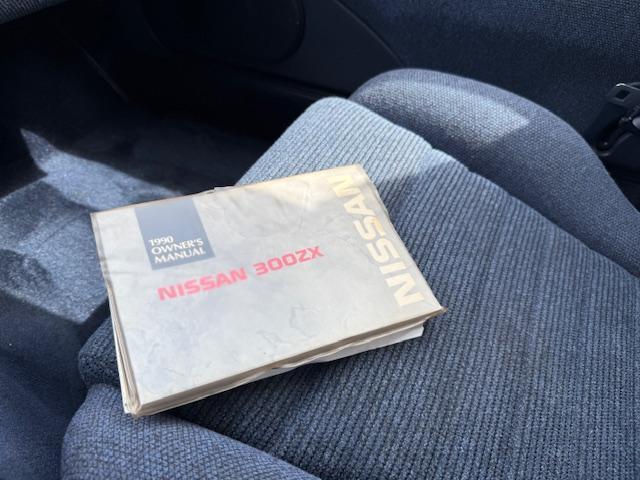 1990
OWNER'S
MANUAL
NISSAN 300ZX
NISSAN